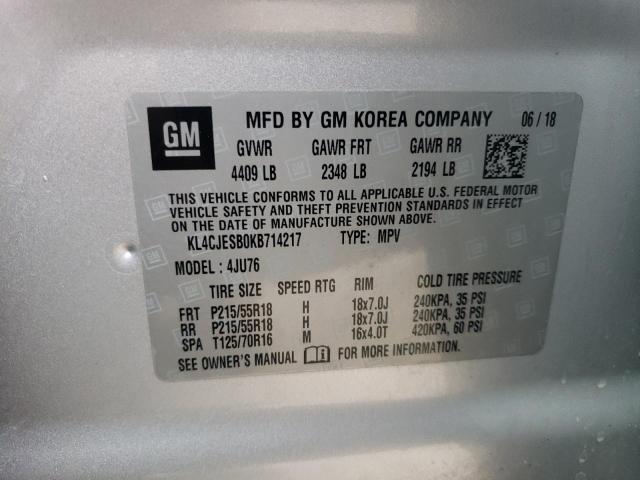 GM
MFD BY GM KOREA COMPANY 06 / 18
GVWR GAWR FRT GAWR RR
4409 LB 2348 LB 2194 LB
THIS VEHICLE CONFORMS TO ALL APPLICABLE U.S. FEDERAL MOTOR
VEHICLE SAFETY AND THEFT PREVENTION STANDARDS IN EFFECT ON
THE DATE OF MANUFACTURE SHOWN ABOVE.
KL4CJESB0KB714217 TYPE: MPV
MODEL : 4JU76
TIRE SIZE SPEED RTG RIM COLD TIRE PRESSURE
FRT P215/55R18 H 18x7.0J 240KPA, 35 PSI
RR P215/55R18 H 18x7.0J 240KPA, 35 PSI
SPA T125/70R16 M 16x4.0T 420KPA, 60 PSI
SEE OWNER'S MANUAL FOR MORE INFORMATION.